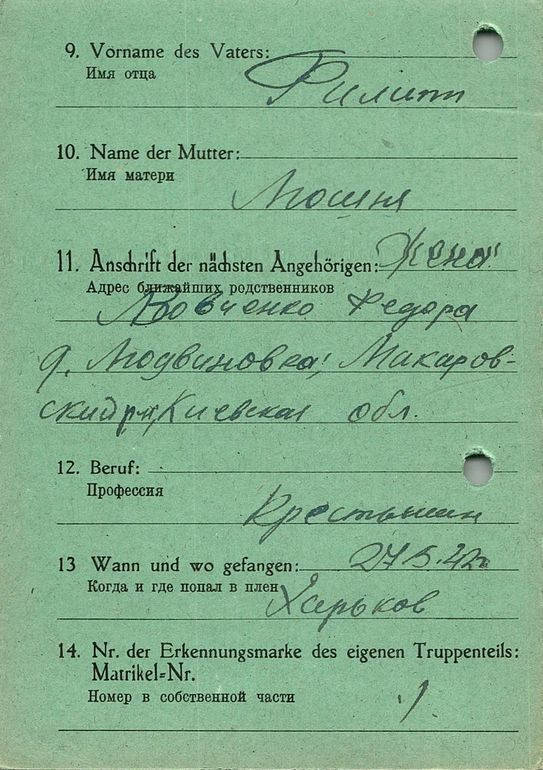 9. Vorname des Vaters:
Имя отца
Филипп
10. Name der Mutter:
Имя матери
11. Anschrift der nächsten Angehörigen: Жена:
Адрес ближайших родственников
Вовченко Федора
д. Людвиновка, Макаров-
ский р-н, Киевская обл.
12. Beruf:
Профессия
Крестьянин
13 Wann und wo gefangen: 27.5.42г.
Когда и где попал в плен Харьков
14. Nr. der Erkennungsmarke des eigenen Truppenteils:
Matrikel=Nr.
Номер в собственной части